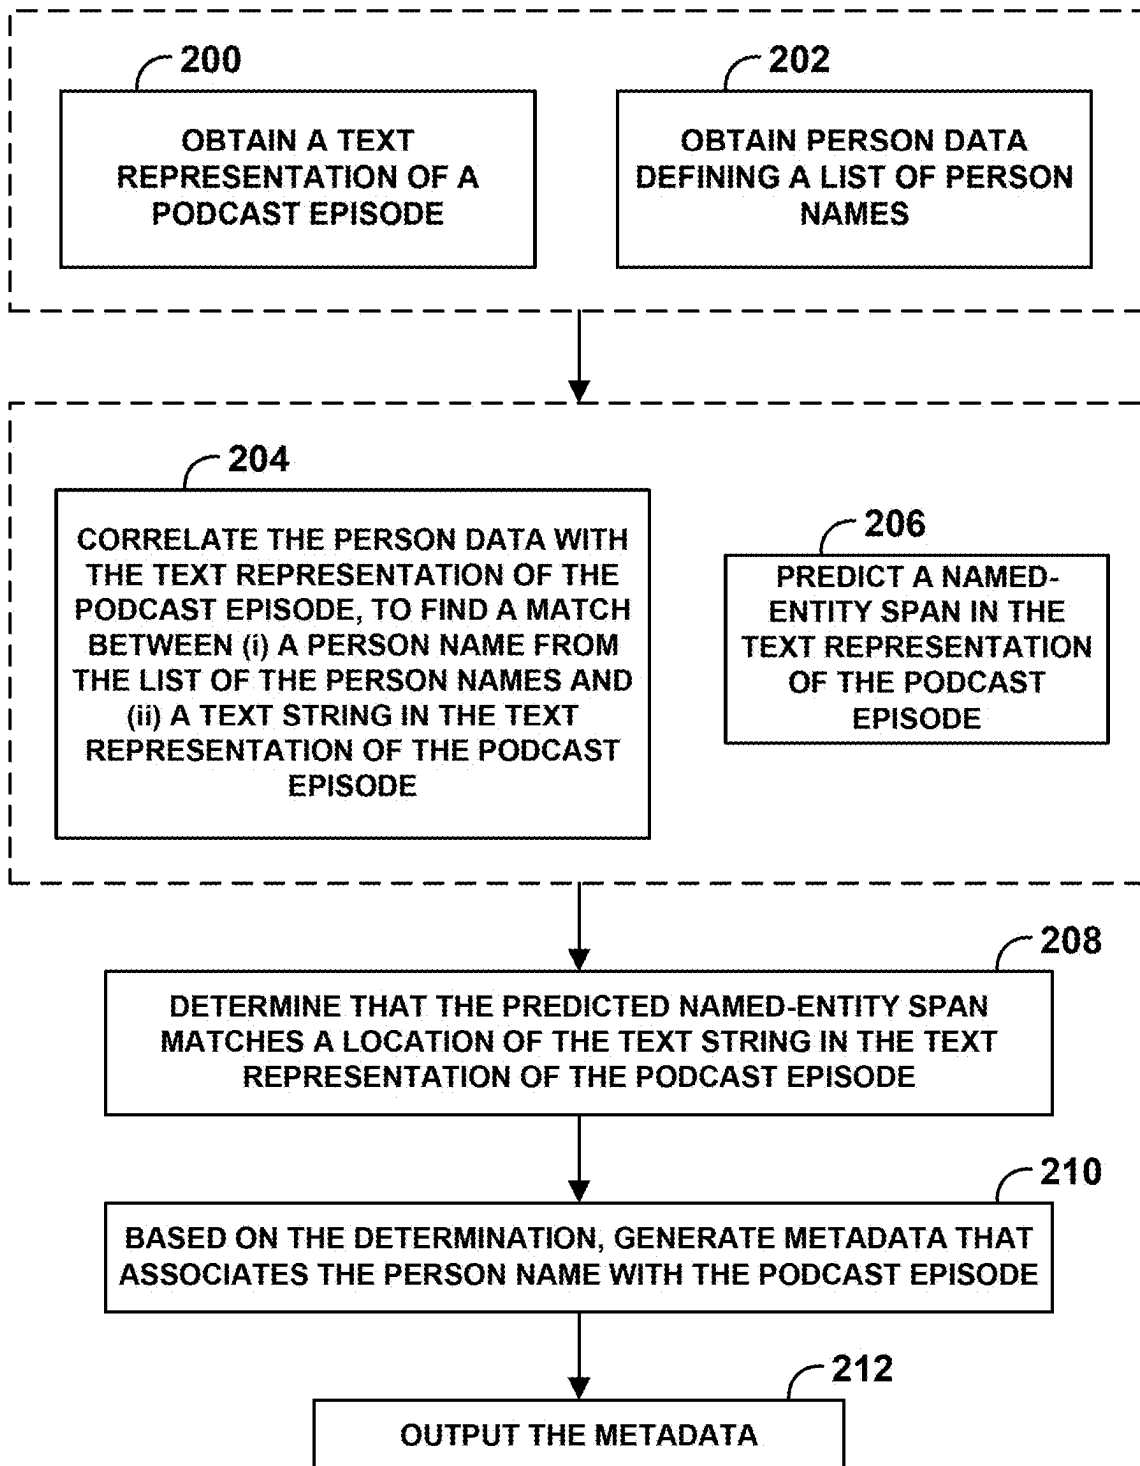 200
OBTAIN A TEXT
REPRESENTATION OF A
PODCAST EPISODE
202
OBTAIN PERSON DATA
DEFINING A LIST OF PERSON
NAMES
204
CORRELATE THE PERSON DATA WITH
THE TEXT REPRESENTATION OF THE
PODCAST EPISODE, TO FIND A MATCH
BETWEEN (i) A PERSON NAME FROM
THE LIST OF THE PERSON NAMES AND
(ii) A TEXT STRING IN THE TEXT
REPRESENTATION OF THE PODCAST
EPISODE
206
PREDICT A NAMED-
ENTITY SPAN IN THE
TEXT REPRESENTATION
OF THE PODCAST
EPISODE
208
DETERMINE THAT THE PREDICTED NAMED-ENTITY SPAN
MATCHES A LOCATION OF THE TEXT STRING IN THE TEXT
REPRESENTATION OF THE PODCAST EPISODE
210
BASED ON THE DETERMINATION, GENERATE METADATA THAT
ASSOCIATES THE PERSON NAME WITH THE PODCAST EPISODE
212
OUTPUT THE METADATA